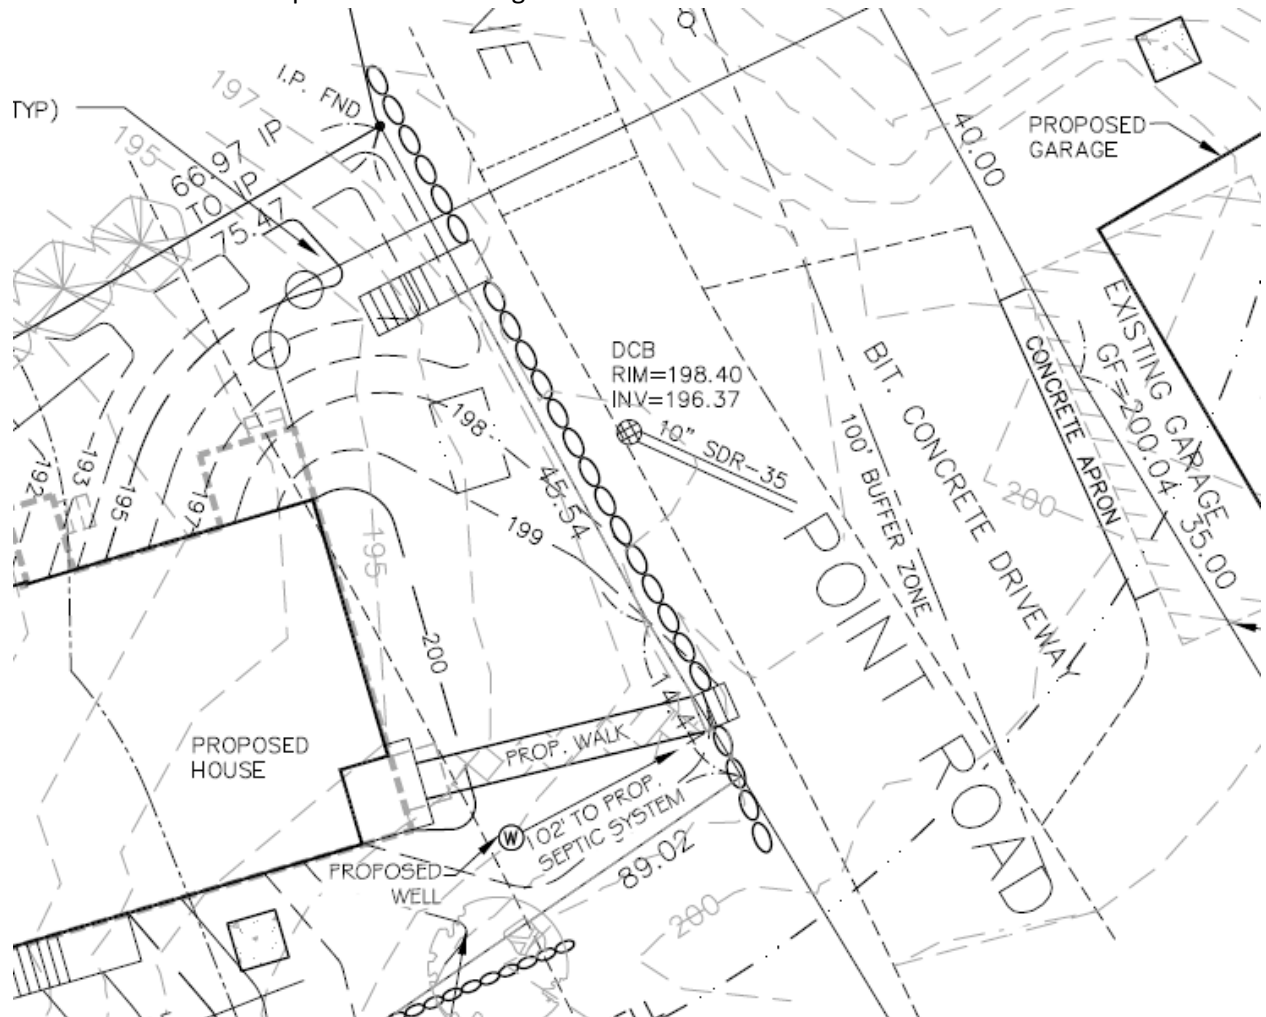 NE
I.P. FND
197
TYP)
195
66.97 IP
TO IP
75.47
40.00
PROPOSED
GARAGE
DCB
RIM=198.40
INV=196.37
10" SDR-35
EXISTING GARAGE
GF=200.04
35.00
CONCRETE APRON
BIT. CONCRETE DRIVEWAY
100' BUFFER ZONE
200
198
199
45.54
192
193
195
197
195
200
POINT ROAD
PROPOSED
HOUSE
PROP. WALK
102' TO PROP.
SEPTIC SYSTEM
W
PROPOSED
WELL
89.02
200